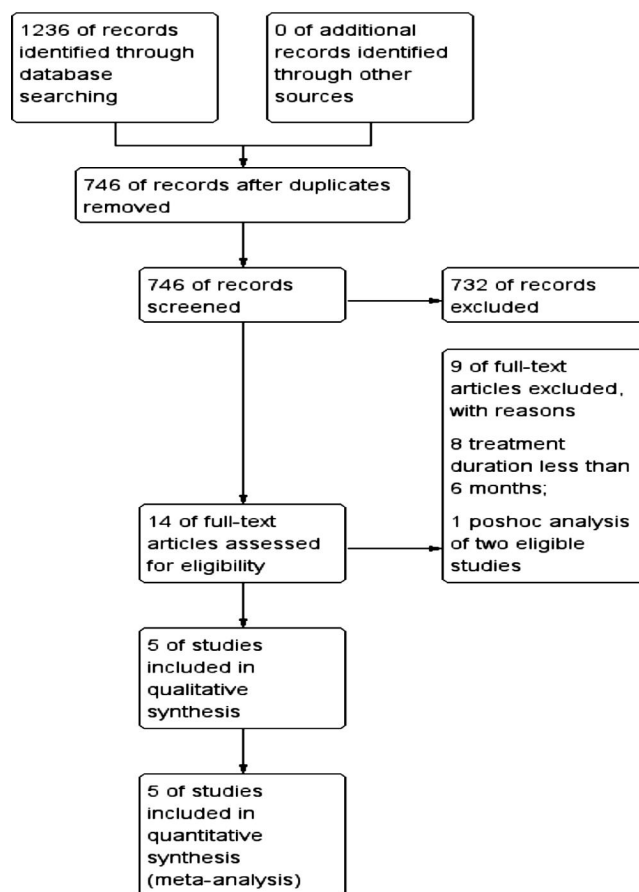 1236 of records
identified through
database
searching
0 of additional
records identified
through other
sources
746 of records after duplicates
removed
746 of records
screened
732 of records
excluded
9 of full-text
articles excluded,
with reasons
8 treatment
duration less than
6 months;
1 poshoc analysis
of two eligible
studies
14 of full-text
articles assessed
for eligibility
5 of studies
included in
qualitative
synthesis
5 of studies
included in
quantitative
synthesis
(meta-analysis)